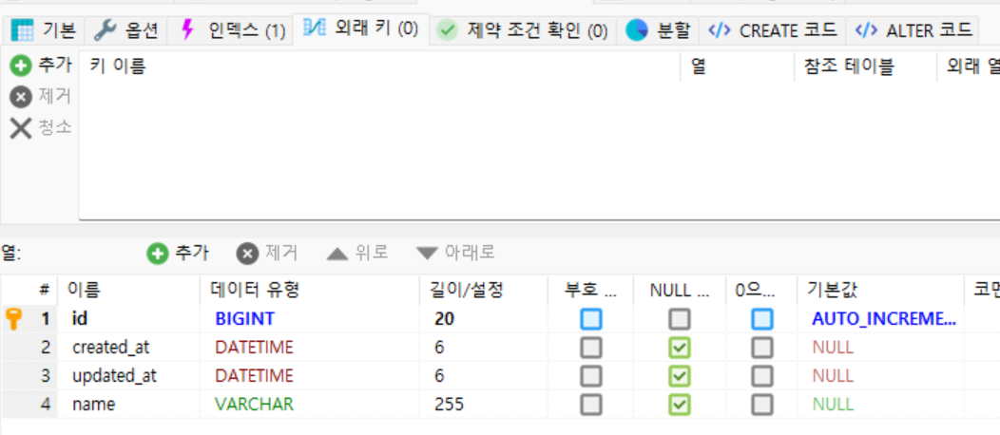 기본 옵션 인덱스 (1) 외래 키 (0) 제약 조건 확인 (0) 분할 </> CREATE 코드 </> ALTER 코드
추가 키 이름 열 참조 테이블 외래 열
제거
청소
열: 추가 제거 위로 아래로
# 이름 데이터 유형 길이/설정 부호 ... NULL ... 0으... 기본값
1 id BIGINT 20 AUTO_INCREME...
2 created_at DATETIME 6 NULL
3 updated_at DATETIME 6 NULL
4 name VARCHAR 255 NULL